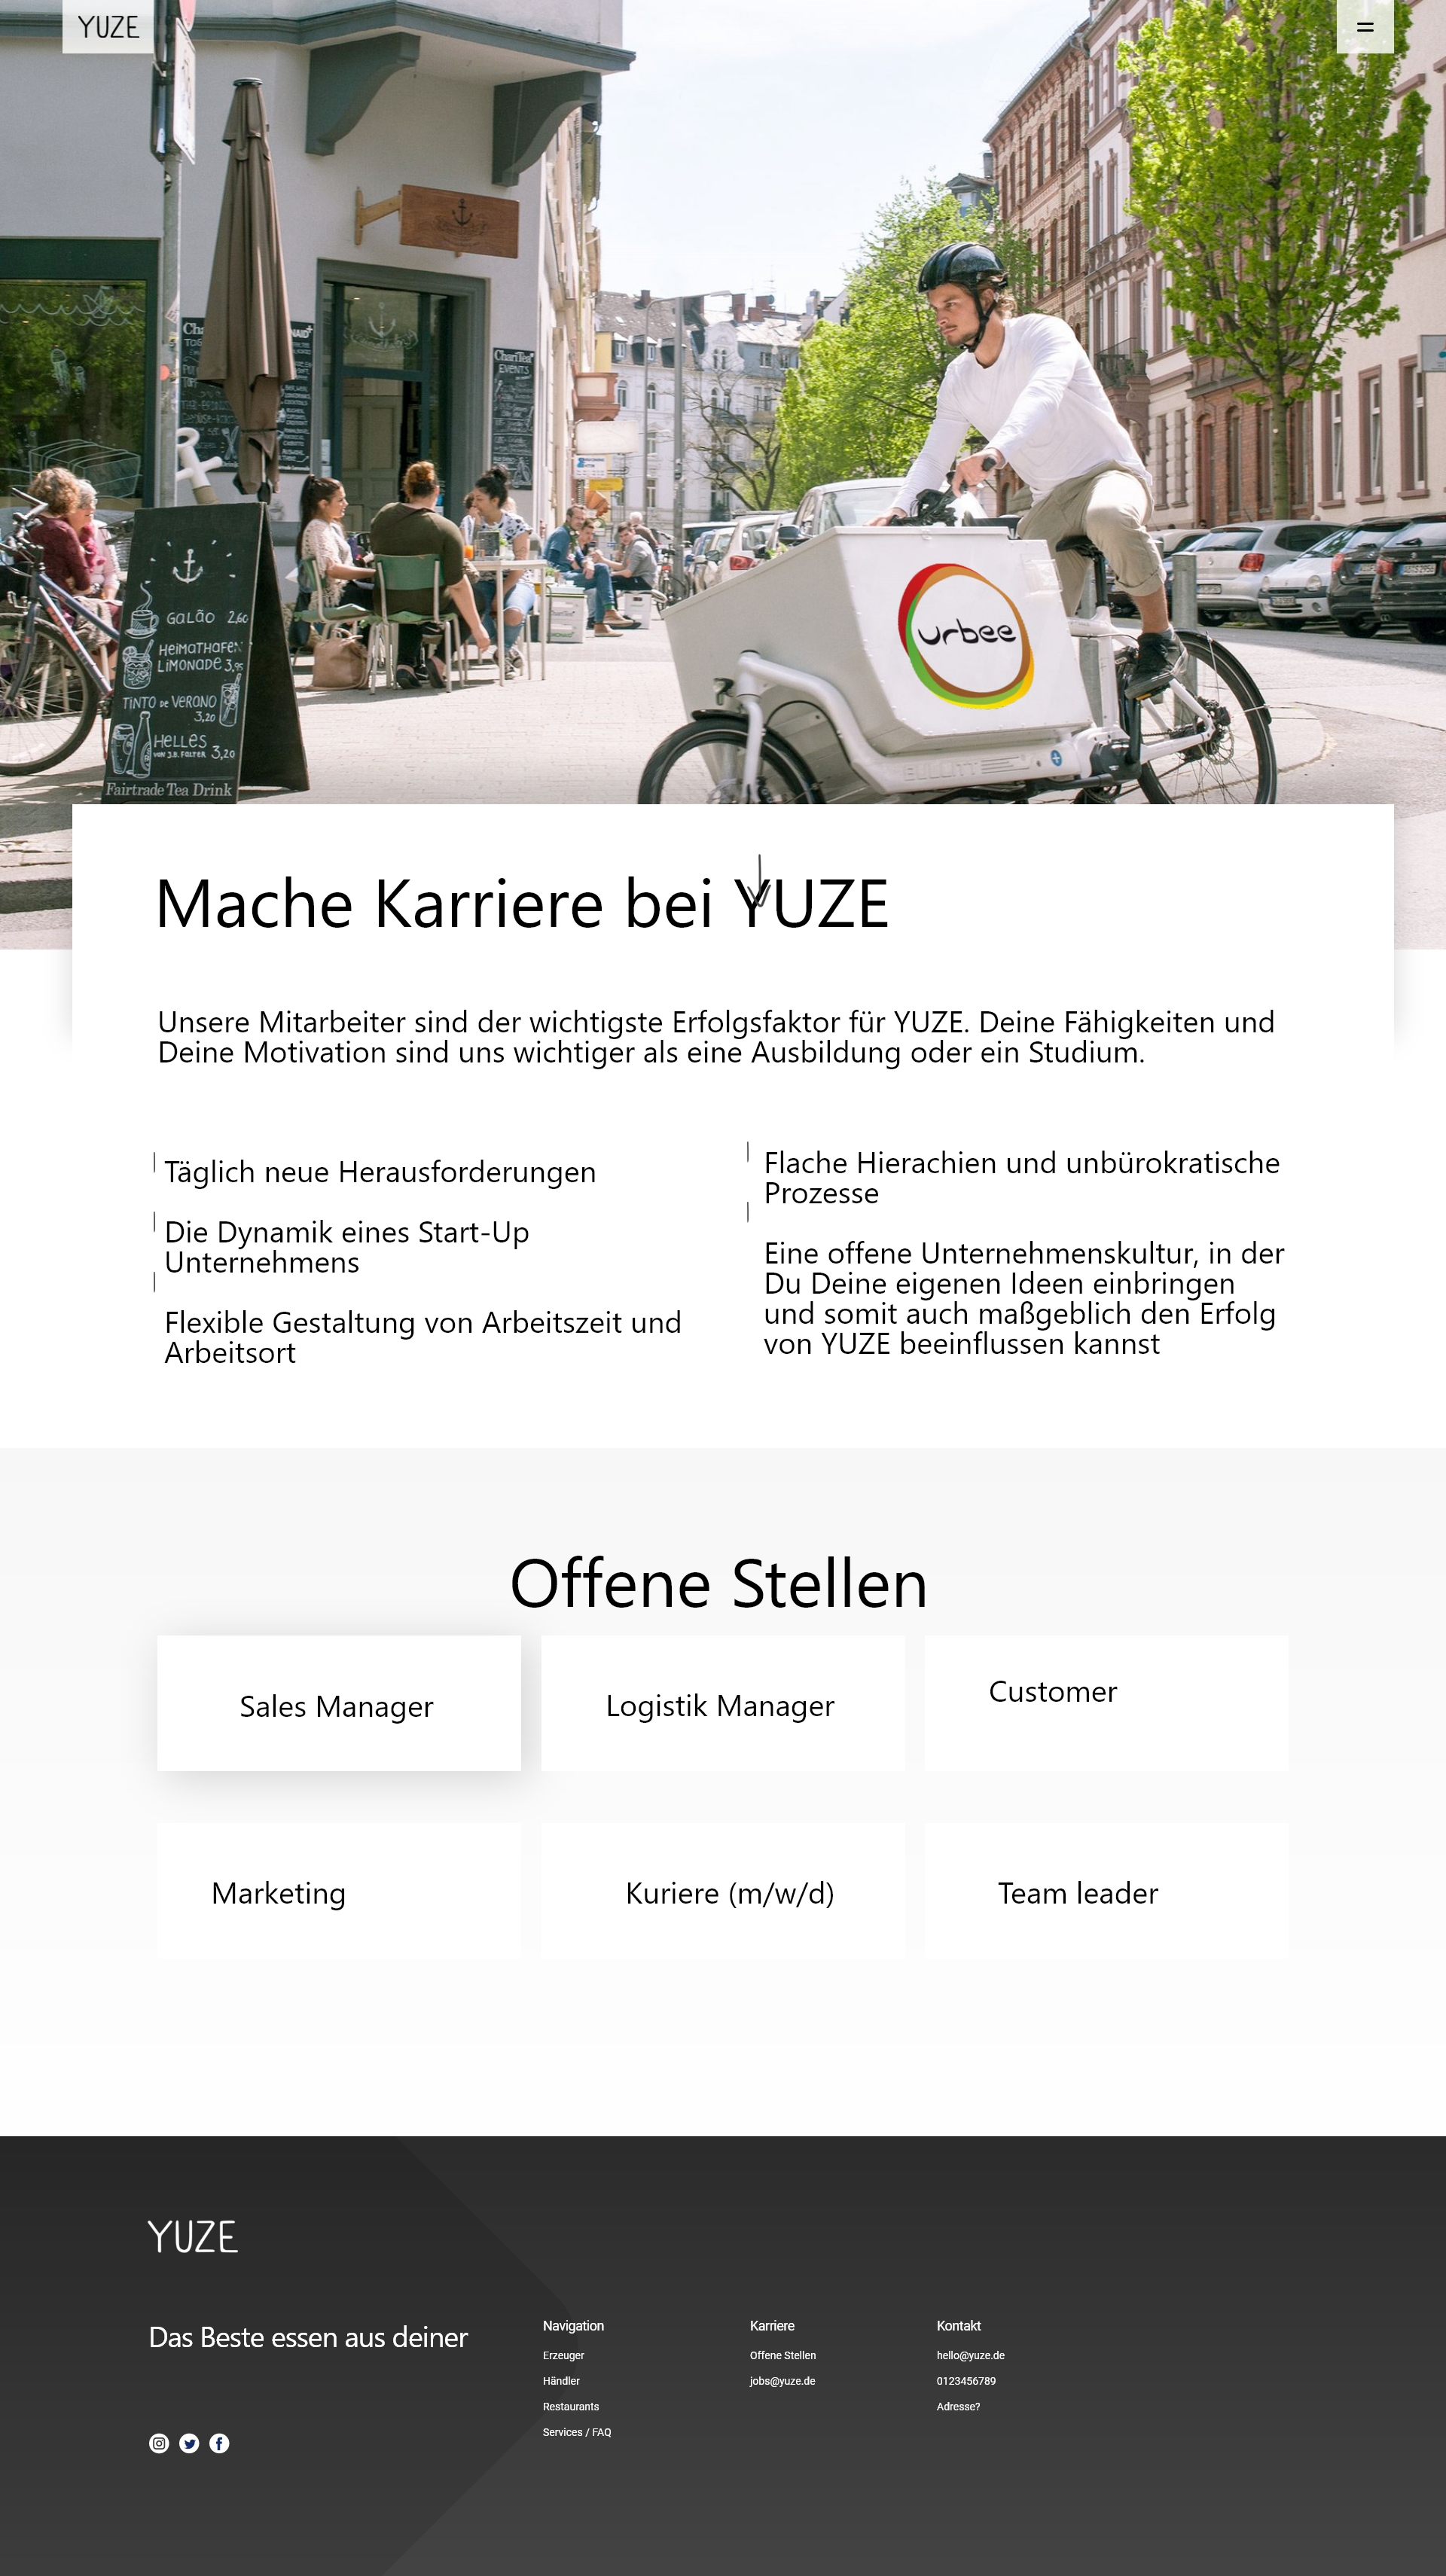 YUZE
ChariTea
EVENTS
urbee
GALÃO 2,60
HEIMATHAFEN
LIMONADE 3,95
TINTO DE VERANO
3,20
HELLES
VON J.B. FALTER 3,20
Fairtrade Tea Drink
Mache Karriere bei YUZE
Unsere Mitarbeiter sind der wichtigste Erfolgsfaktor für YUZE. Deine Fähigkeiten und
Deine Motivation sind uns wichtiger als eine Ausbildung oder ein Studium.
Täglich neue Herausforderungen
Die Dynamik eines Start-Up
Unternehmens
Flexible Gestaltung von Arbeitszeit und
Arbeitsort
Flache Hierachien und unbürokratische
Prozesse
Eine offene Unternehmenskultur, in der
Du Deine eigenen Ideen einbringen
und somit auch maßgeblich den Erfolg
von YUZE beeinflussen kannst
Offene Stellen
Sales Manager
Logistik Manager
Customer
Marketing
Kuriere (m/w/d)
Team leader
YUZE
Das Beste essen aus deiner
Navigation
Erzeuger
Händler
Restaurants
Services / FAQ
Karriere
Offene Stellen
jobs@yuze.de
Kontakt
hello@yuze.de
0123456789
Adresse?